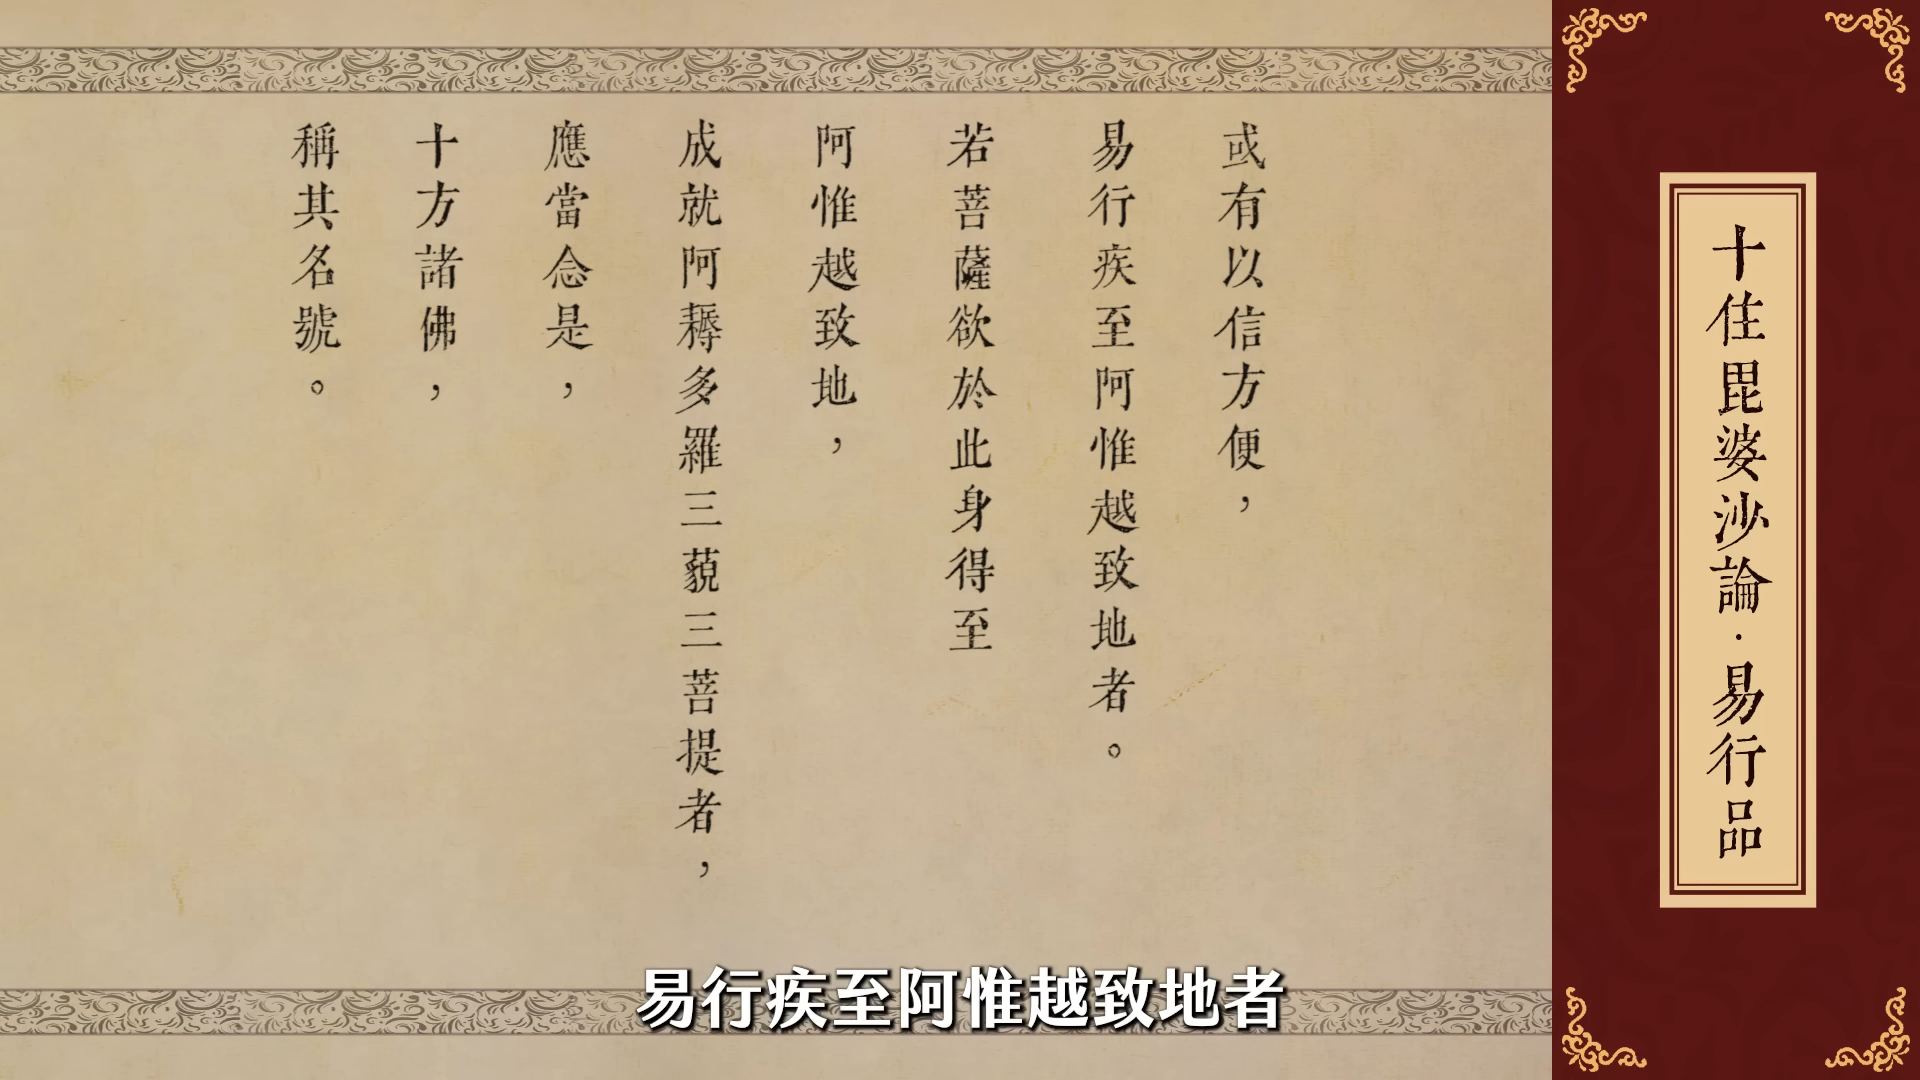 十住毘婆沙論·易行品
或有以信方便，
易行疾至阿惟越致地者。
若菩薩欲於此身得至
阿惟越致地，
成就阿耨多羅三藐三菩提者，
應當念是，
十方諸佛，
稱其名號。
易行疾至阿惟越致地者